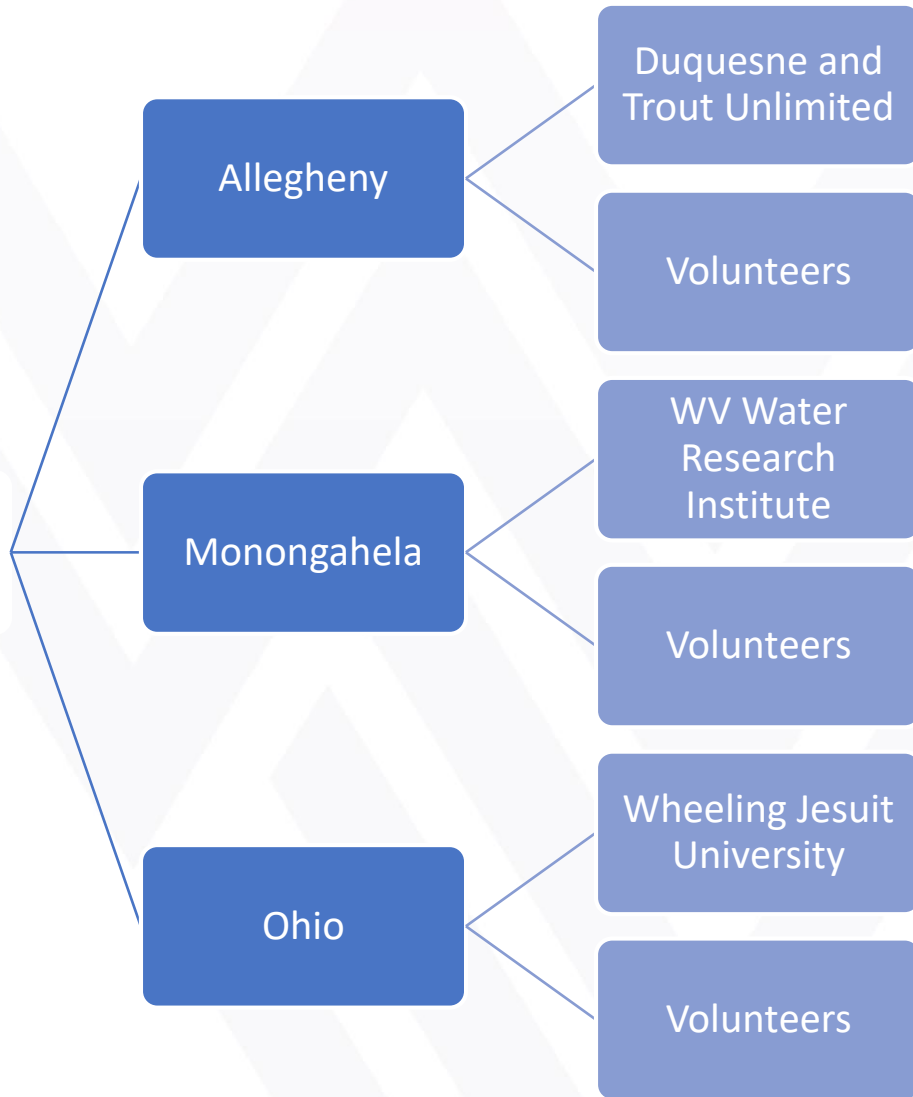 Allegheny
Duquesne and
Trout Unlimited
Volunteers
Monongahela
WV Water
Research
Institute
Volunteers
Ohio
Wheeling Jesuit
University
Volunteers